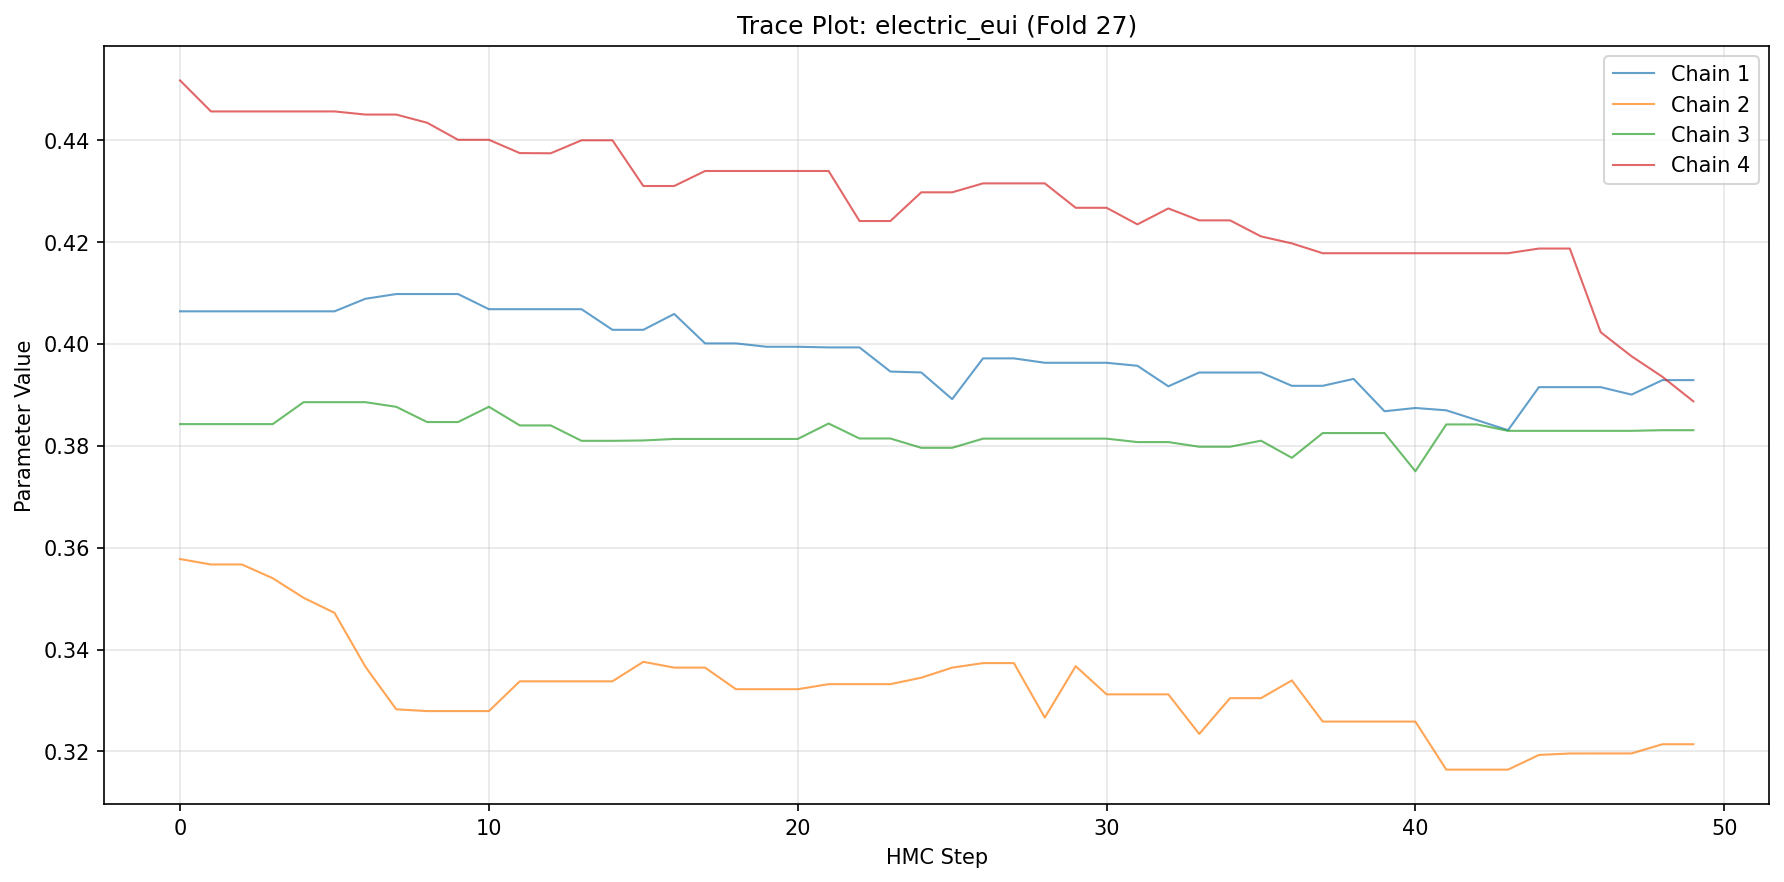 Trace Plot: electric_eui (Fold 27)
Chain 1
Chain 2
Chain 3
Chain 4
Parameter Value
0.44
0.42
0.40
0.38
0.36
0.34
0.32
0 10 20 30 40 50
HMC Step